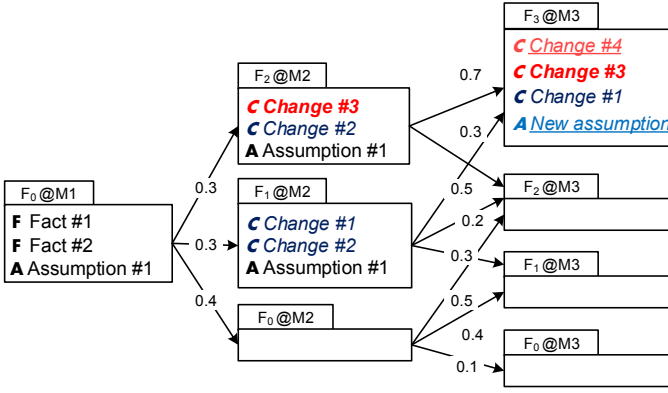 F₀@M1
F Fact #1
F Fact #2
A Assumption #1
0.3
0.3
0.4
F₂@M2
C Change #3
C Change #2
A Assumption #1
F₁@M2
C Change #1
C Change #2
A Assumption #1
F₀@M2
0.7
0.3
0.5
0.2
0.3
0.5
0.4
0.1
F₃@M3
C Change #4
C Change #3
C Change #1
A New assumption
F₂@M3
F₁@M3
F₀@M3